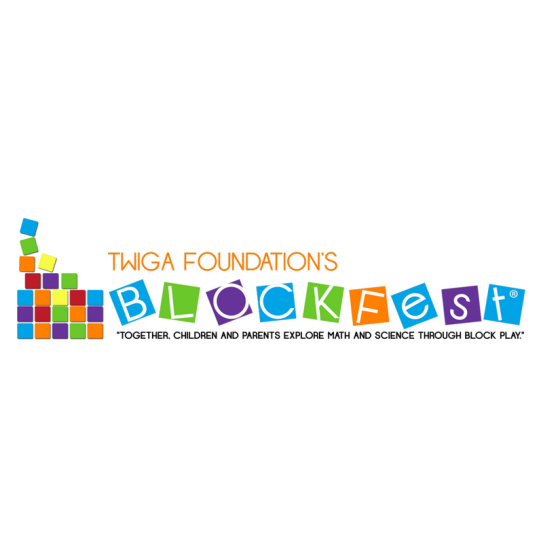 TWIGA FOUNDATION'S
BLOCKFest®
"TOGETHER, CHILDREN AND PARENTS EXPLORE MATH AND SCIENCE THROUGH BLOCK PLAY."